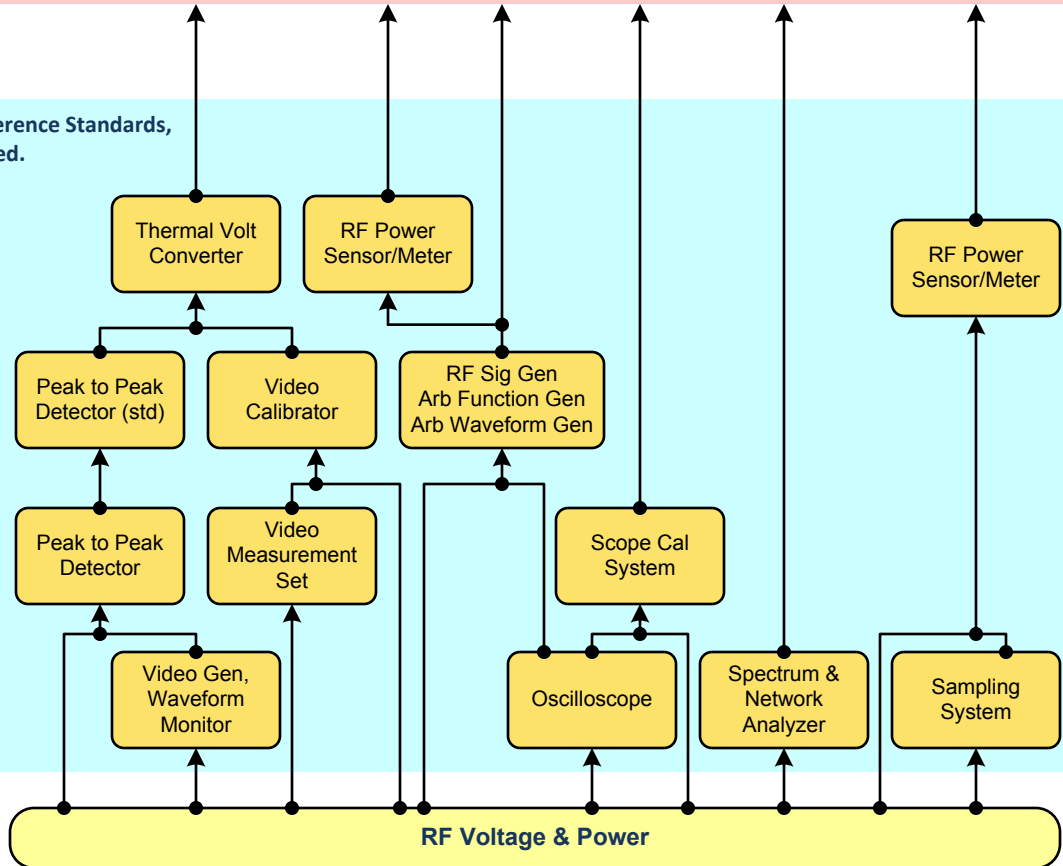 Standards,
Thermal Volt
Converter
RF Power
Sensor/Meter
RF Power
Sensor/Meter
Peak to Peak
Detector (std)
Video
Calibrator
RF Sig Gen
Arb Function Gen
Arb Waveform Gen
Peak to Peak
Detector
Video
Measurement
Set
Scope Cal
System
Video Gen,
Waveform
Monitor
Oscilloscope
Spectrum &
Network
Analyzer
Sampling
System
RF Voltage & Power